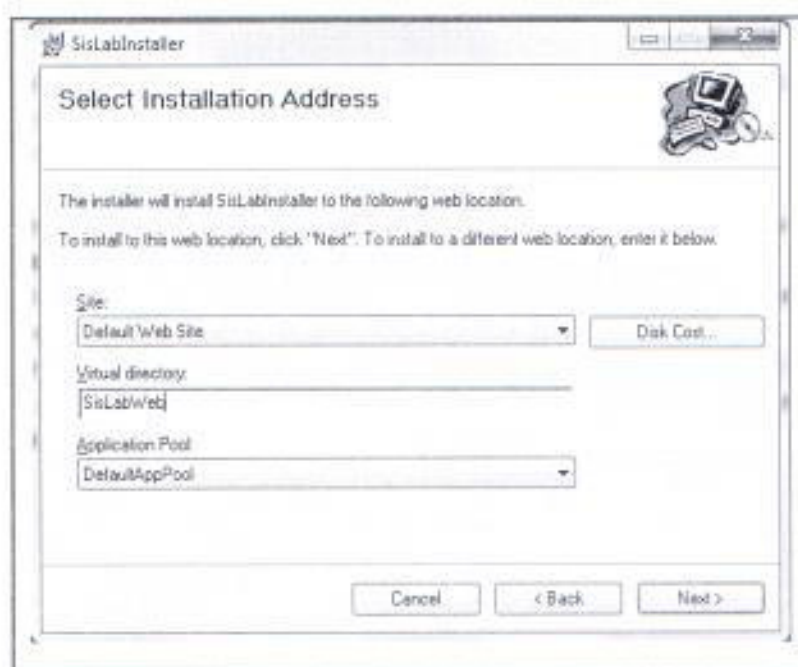 SisLabInstaller
Select Installation Address
The installer will install SisLabInstaller to the following web location.
To install to this web location, click "Next". To install to a different web location, enter it below.
Site:
Default Web Site
Disk Cost...
Virtual directory:
SisLabWeb
Application Pool:
DefaultAppPool
Cancel
< Back
Next >